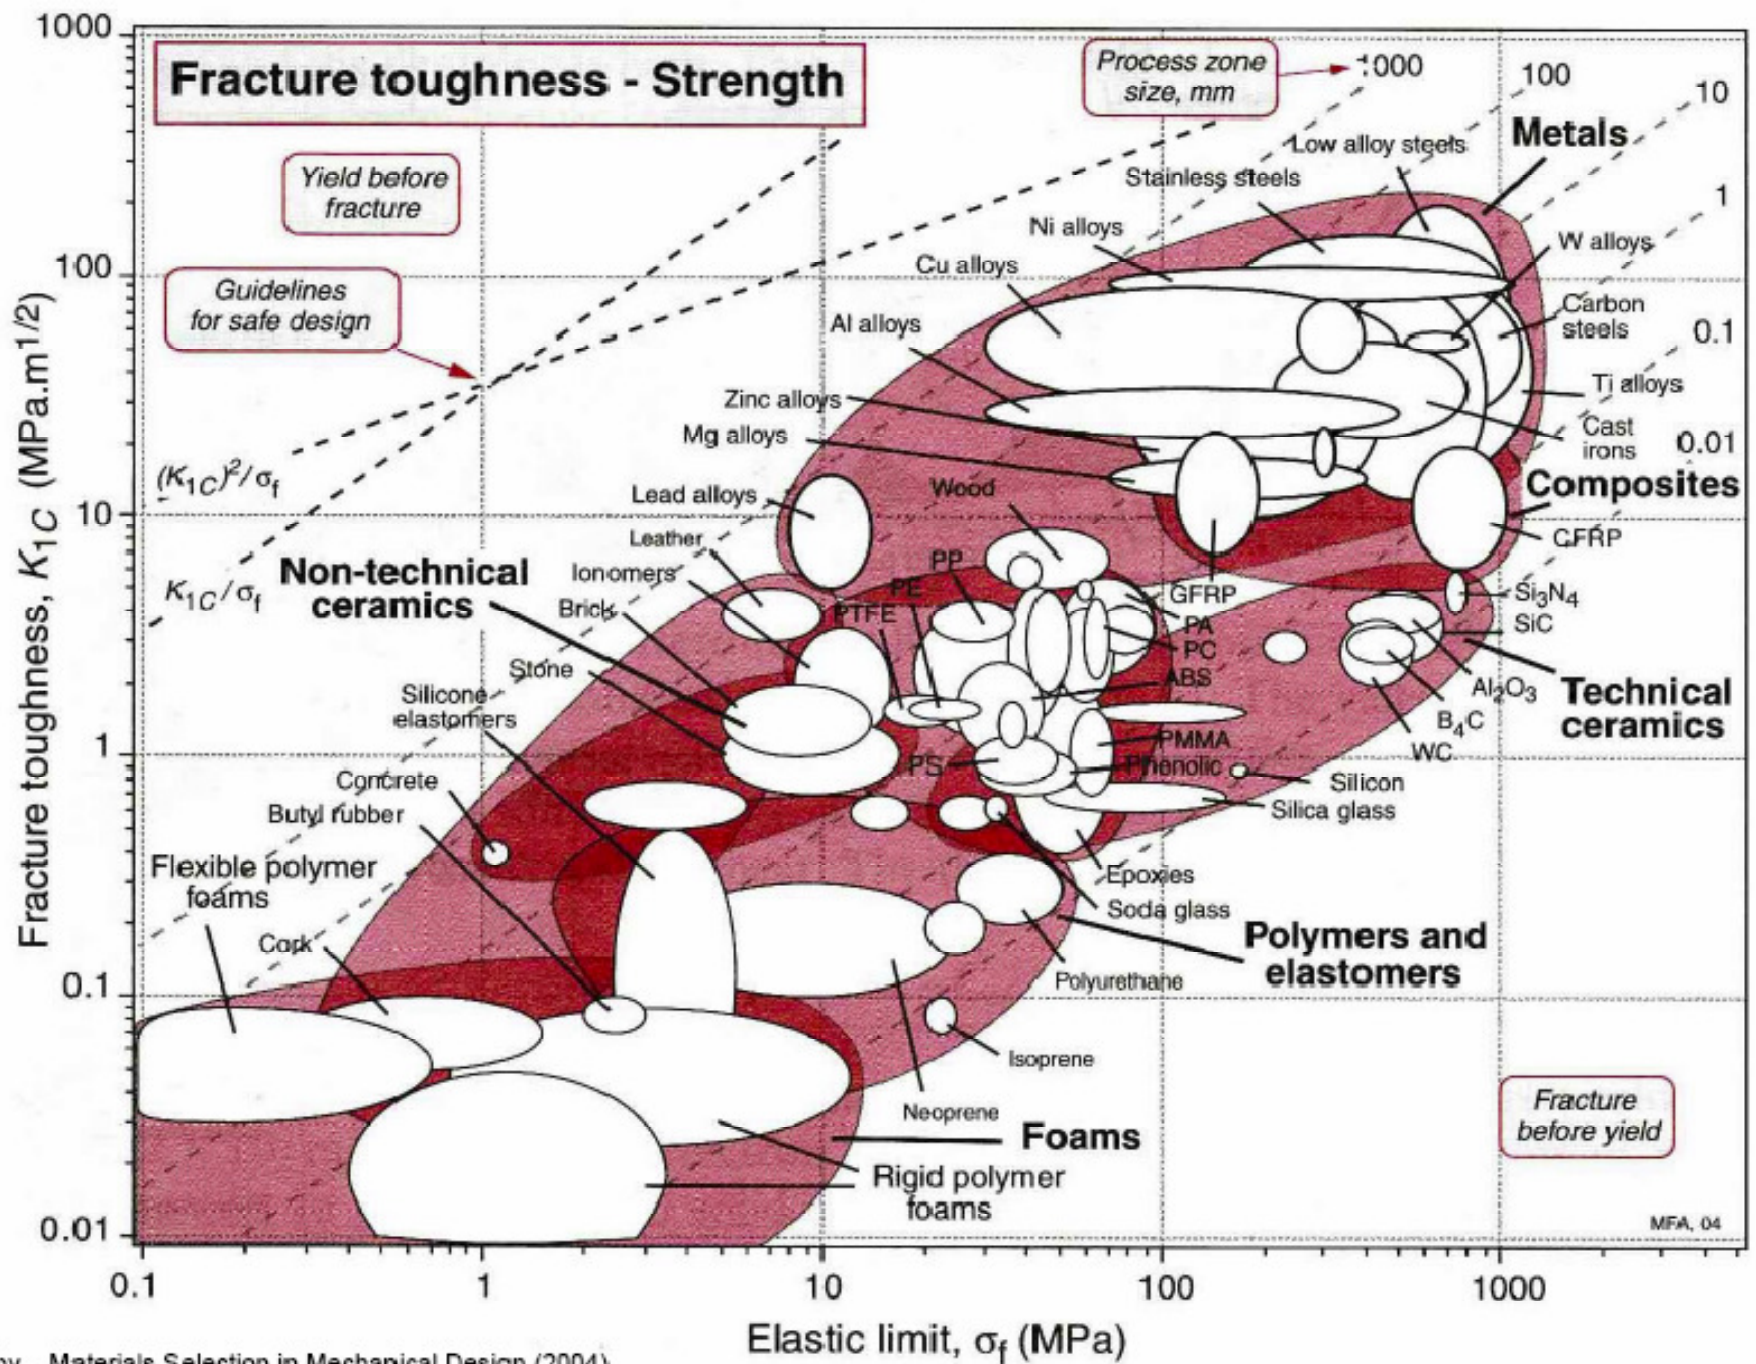 Fracture toughness - Strength
Process zone
size, mm
1000
100
10
1
0.1
0.01
Yield before
fracture
Guidelines
for safe design
Metals
Low alloy steels
Stainless steels
Ni alloys
Cu alloys
Al alloys
Zinc alloys
Mg alloys
W alloys
Carbon
steels
Ti alloys
Cast
irons
Composites
CFRP
Lead alloys
Wood
Leather
Ionomers
Brick
Stone
Non-technical
ceramics
PP
PE
PTFE
GFRP
PA
PC
ABS
PMMA
Phenolic
PS
Si3N4
SiC
Al2O3
B4C
WC
Technical
ceramics
Silicon
Silica glass
Silicone
elastomers
Concrete
Butyl rubber
Flexible polymer
foams
Cork
Epoxies
Soda glass
Polymers and
elastomers
Polyurethane
Isoprene
Neoprene
Foams
Rigid polymer
foams
Fracture
before yield
MFA, 04
(K1C)²/σf
K1C/σf
Fracture toughness, K1C (MPa.m1/2)
1000
100
10
1
0.1
0.01
0.1
1
10
100
1000
Elastic limit, σf (MPa)
Materials Selection in Mechanical Design (2004)